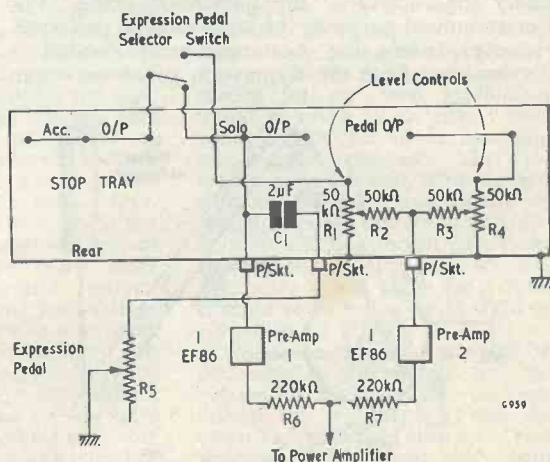 Expression Pedal
Selector Switch
Level Controls
Acc. O/P Solo O/P Pedal O/P
STOP TRAY
2μF
C1
50
kΩ
R1
50kΩ
R2
50kΩ
R3
50kΩ
R4
Rear
P/Skt. P/Skt. P/Skt.
Expression
Pedal
R5
1
EF86
Pre-Amp
1
1
EF86
Pre-Amp
2
220kΩ
R6
220kΩ
R7
G959
To Power Amplifier